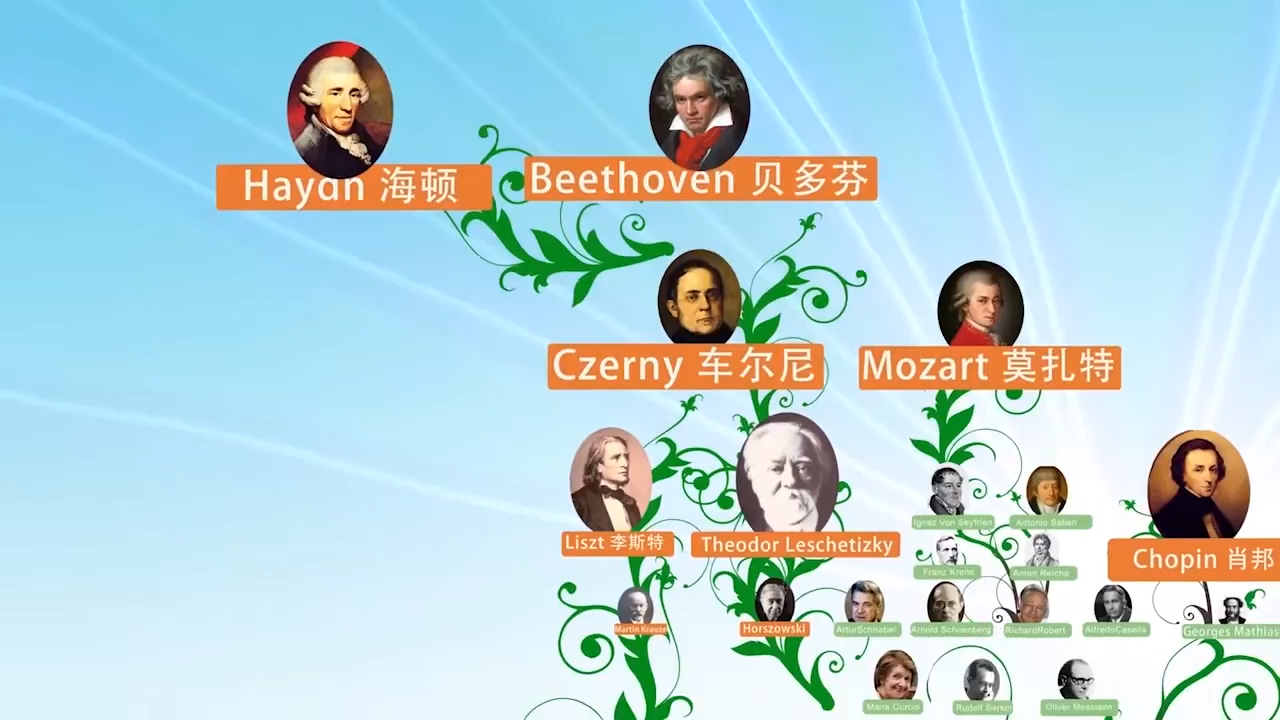 Haydn 海顿
Beethoven 贝多芬
Czerny 车尔尼
Mozart 莫扎特
Liszt 李斯特
Theodor Leschetizky
Ignaz Von Seyfried
Antonio Salieri
Chopin 肖邦
Franz Krenn
Anton Reicha
Martin Krause
Horszowski
ArturSchnabel
Arnold Schoenberg
RichardRobert
AlfredoCasella
Georges Mathias
Maria Curcio
Rudolf Serkin
Oliver Messiaen